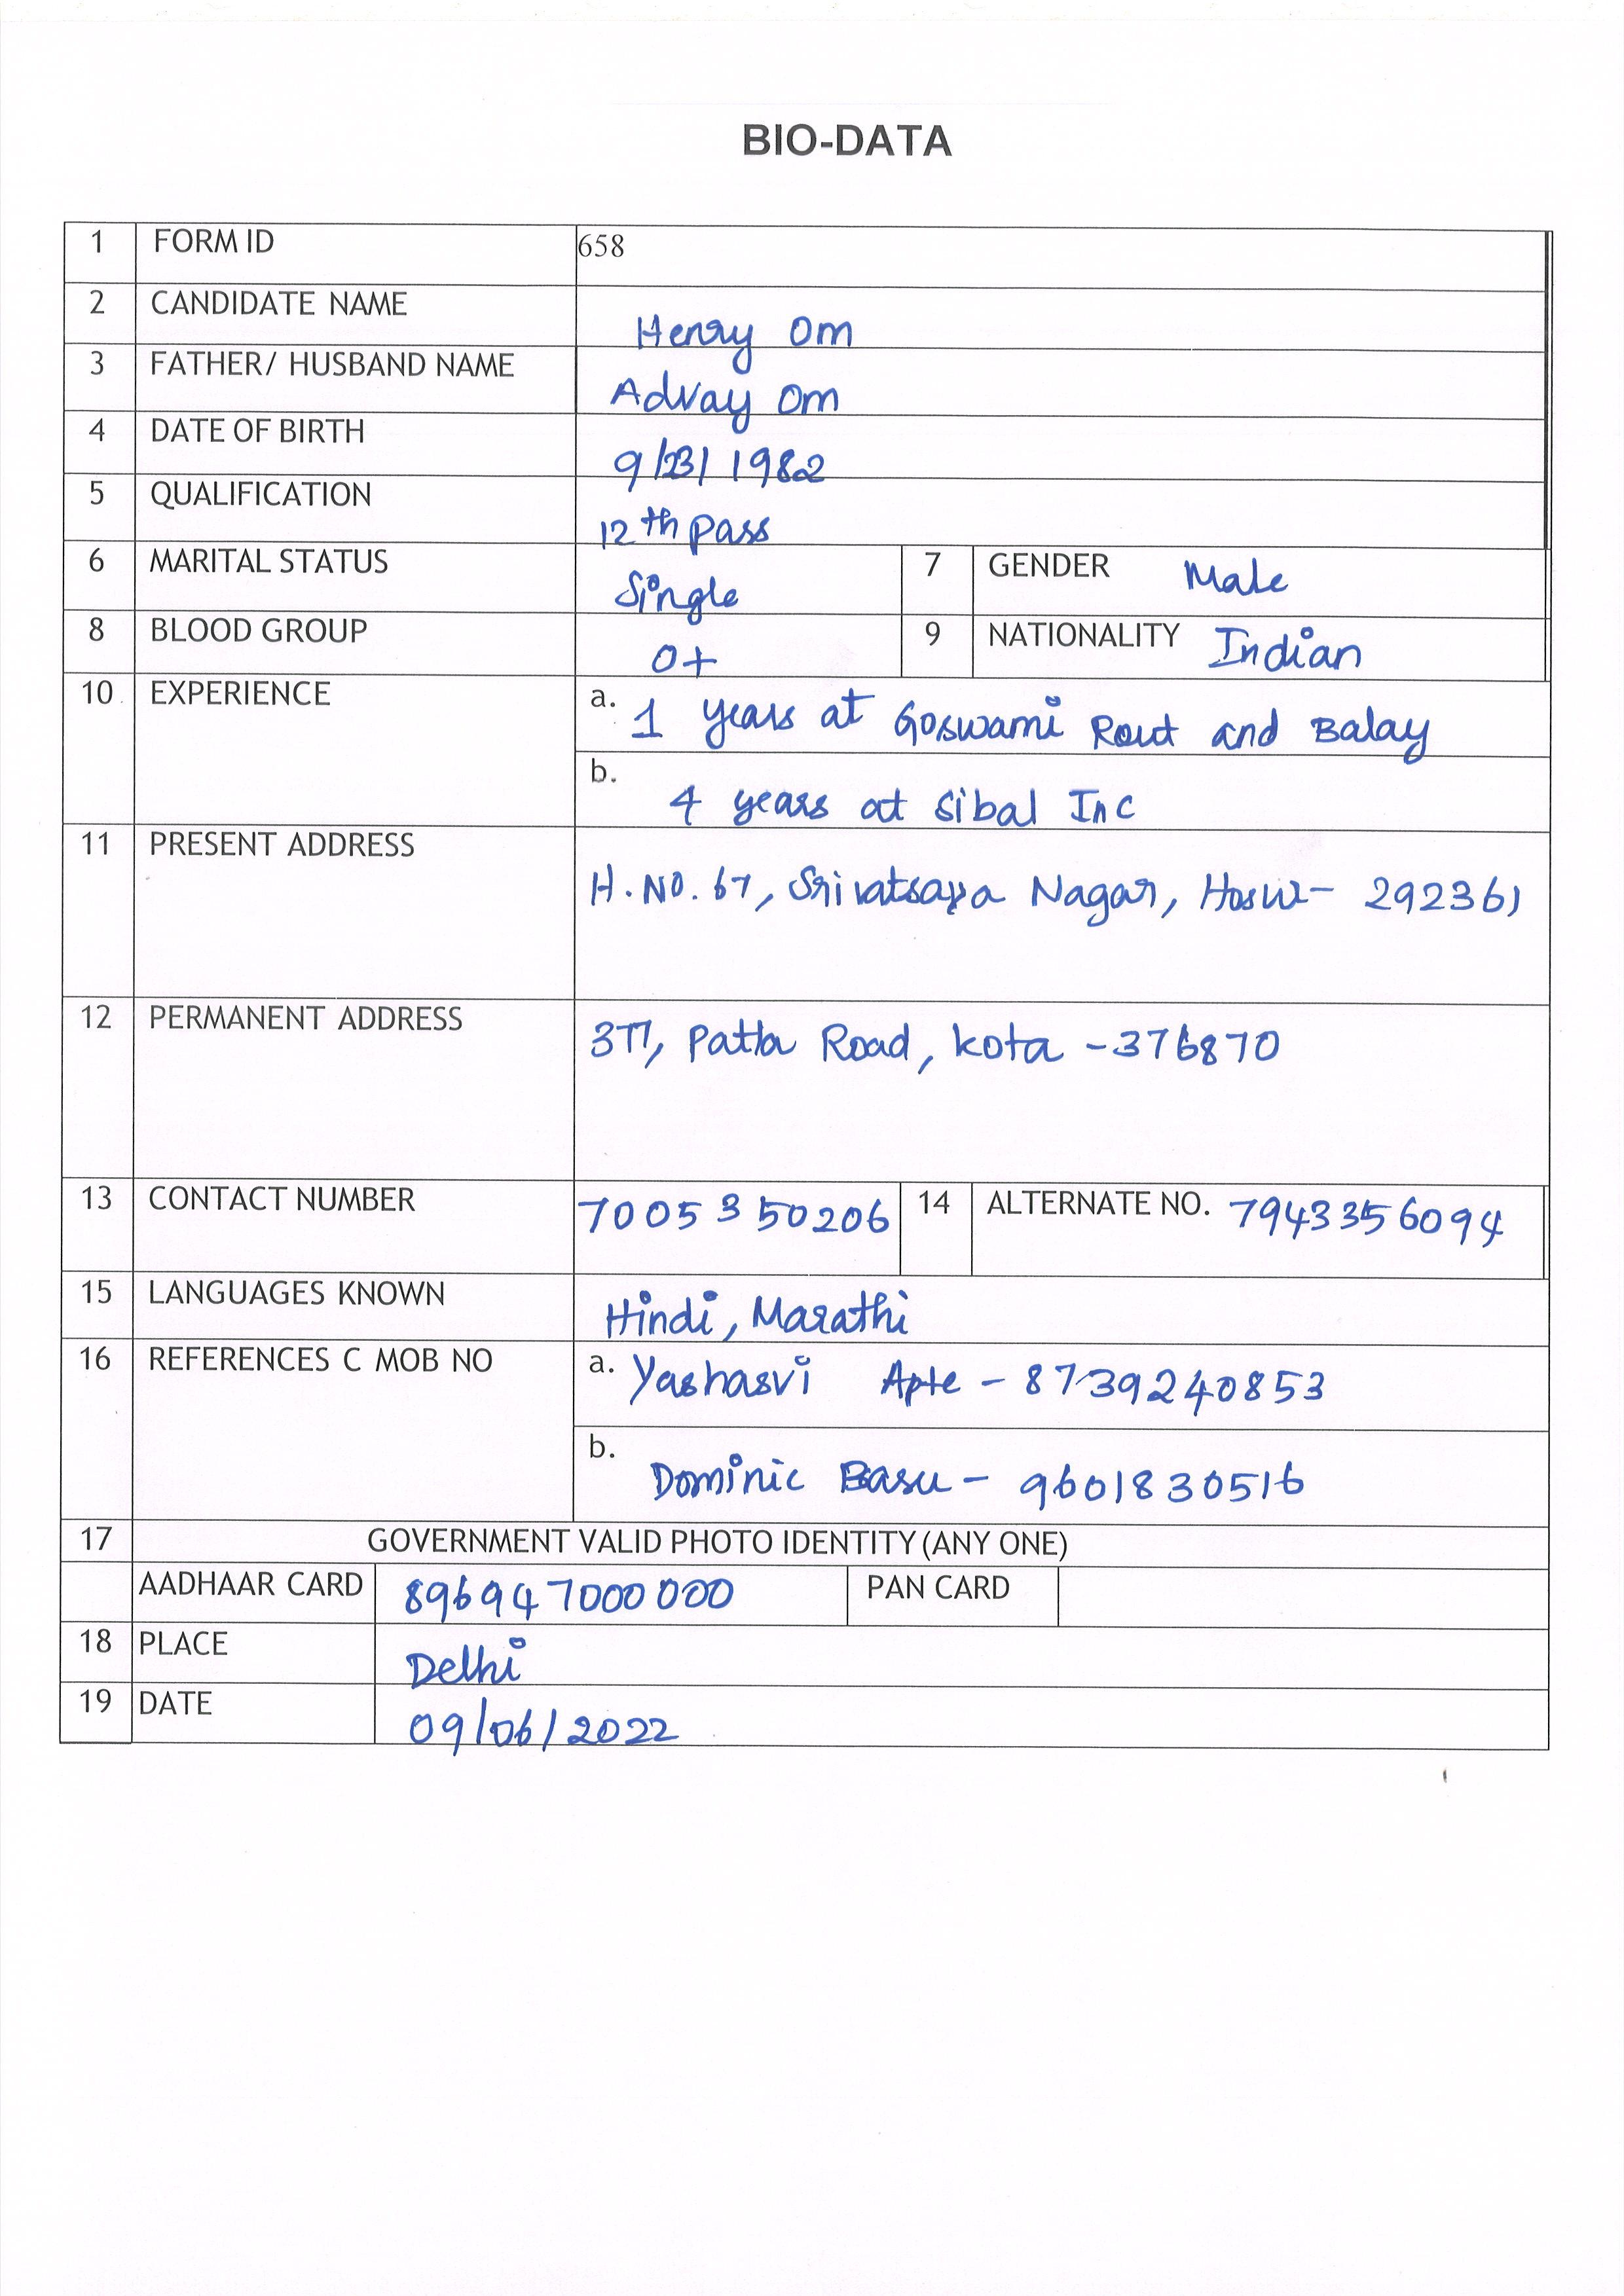 BIO-DATA
1 FORM ID 658
2 CANDIDATE NAME Henry Om
3 FATHER/ HUSBAND NAME Advay Om
4 DATE OF BIRTH 9/23/1982
5 QUALIFICATION 12th Pass
6 MARITAL STATUS Single 7 GENDER Male
8 BLOOD GROUP O+ 9 NATIONALITY Indian
10 EXPERIENCE a. 1 years at Goswami Rout and Balay
b. 4 years at Sibal Inc
11 PRESENT ADDRESS H. NO. 67, Srivatsaya Nagar, Hosur- 292361
12 PERMANENT ADDRESS 377, Patla Road, Kota -376870
13 CONTACT NUMBER 7005350206 14 ALTERNATE NO. 7943356094
15 LANGUAGES KNOWN Hindi, Marathi
16 REFERENCES C MOB NO a. Yashasvi Apte - 8739240853
b. Dominic Basu - 9601830516
17 GOVERNMENT VALID PHOTO IDENTITY (ANY ONE)
AADHAAR CARD 896947000000 PAN CARD
18 PLACE Delhi
19 DATE 09/06/2022